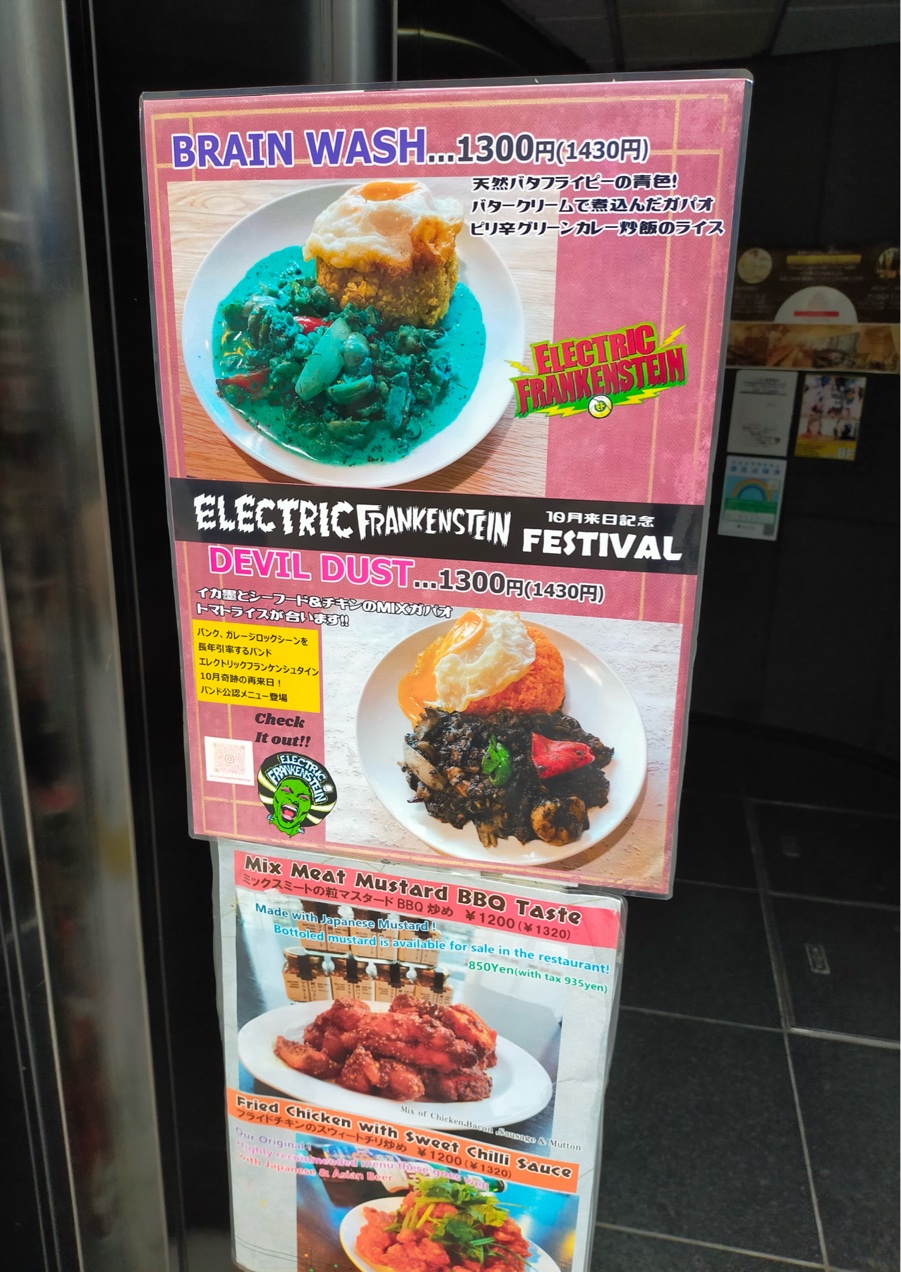 BRAIN WASH...1300円(1430円)
天然バタフライピーの青色!
バタークリームで煮込んだガパオ
ピリ辛グリーンカレー炒飯のライス
ELECTRIC
FRANKENSTEIN
ELECTRIC FRANKENSTEIN
10月来日記念
FESTIVAL
DEVIL DUST...1300円(1430円)
イカ墨とシーフード&チキンのMIXガパオ
トマトライスが合います!!
パンク、ガレージロックシーンを
長年引率するバンド
エレクトリックフランケンシュタイン
10月奇跡の再来日!
バンド公認メニュー登場
Check
It out!!
ELECTRIC
FRANKENSTEIN
Mix Meat Mustard BBQ Taste
ミックスミートの粒マスタード BBQ 炒め ¥1200(¥1320)
Made with Japanese Mustard!
Bottoled mustard is available for sale in the restaurant!
850Yen(with tax 935yen)
Mix of Chicken,Bacon ,Sausage & Mutton
Fried Chicken with Sweet Chilli Sauce
フライドチキンのスウィートチリ炒め ¥1200(¥1320)
Our Original!
Highly recommended menu these goes well
with Japanese & Asian Beer